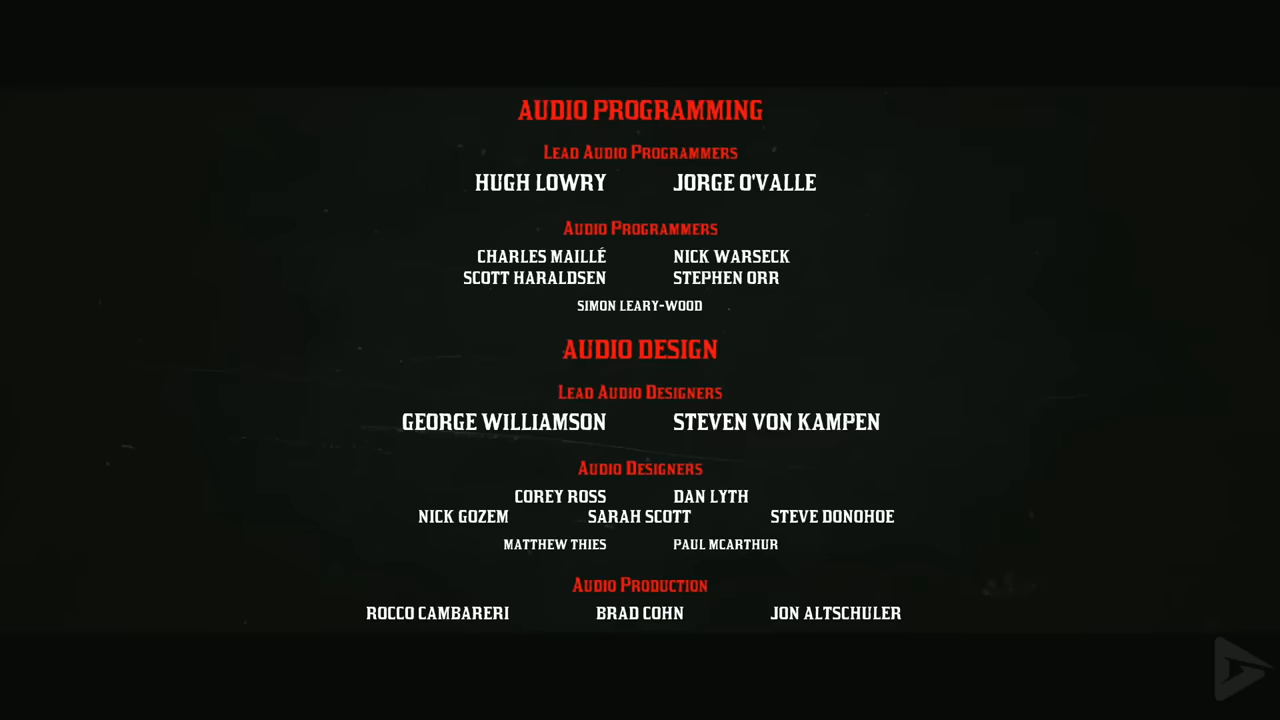 AUDIO PROGRAMMING
LEAD AUDIO PROGRAMMERS
HUGH LOWRY JORGE O'VALLE
AUDIO PROGRAMMERS
CHARLES MAILLÉ NICK WARSECK
SCOTT HARALDSEN STEPHEN ORR
SIMON LEARY-WOOD
AUDIO DESIGN
LEAD AUDIO DESIGNERS
GEORGE WILLIAMSON STEVEN VON KAMPEN
AUDIO DESIGNERS
COREY ROSS DAN LYTH
NICK GOZEM SARAH SCOTT STEVE DONOHOE
MATTHEW THIES PAUL MCARTHUR
AUDIO PRODUCTION
ROCCO CAMBARERI BRAD COHN JON ALTSCHULER